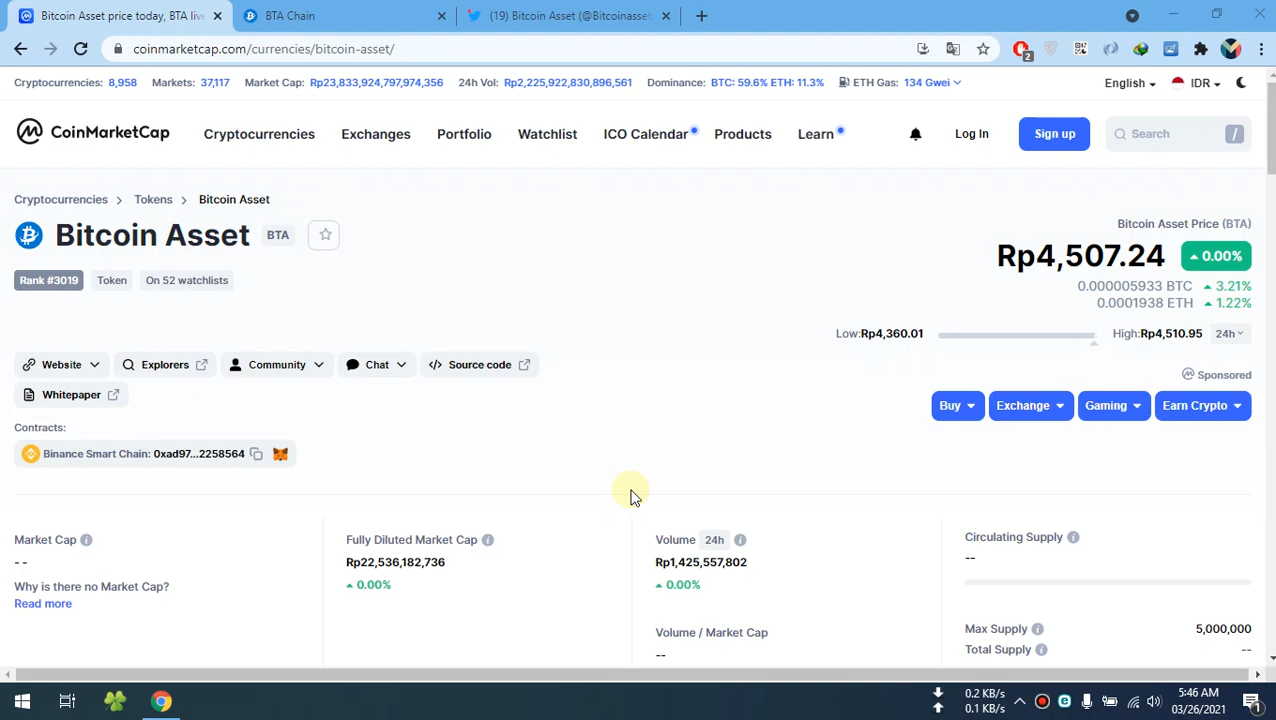 Bitcoin Asset price today, BTA live
BTA Chain
(19) Bitcoin Asset (@Bitcoinasset
coinmarketcap.com/currencies/bitcoin-asset/
2
Cryptocurrencies: 8,958 Markets: 37,117 Market Cap: Rp23,833,924,797,974,356 24h Vol: Rp2,225,922,830,896,561 Dominance: BTC: 59.6% ETH: 11.3% ETH Gas: 134 Gwei English IDR
CoinMarketCap Cryptocurrencies Exchanges Portfolio Watchlist ICO Calendar Products Learn Log In Sign up Search /
Cryptocurrencies > Tokens > Bitcoin Asset
Bitcoin Asset BTA
Rank #3019 Token On 52 watchlists
Bitcoin Asset Price (BTA)
Rp4,507.24 0.00%
0.000005933 BTC 3.21%
0.0001938 ETH 1.22%
Low:Rp4,360.01 High:Rp4,510.95 24h
Website Explorers Community Chat Source code
Whitepaper
Sponsored
Buy Exchange Gaming Earn Crypto
Contracts:
Binance Smart Chain: 0xad97...2258564
Market Cap
- -
Why is there no Market Cap?
Read more
Fully Diluted Market Cap
Rp22,536,182,736
0.00%
Volume 24h
Rp1,425,557,802
0.00%
Volume / Market Cap
--
Circulating Supply
--
Max Supply 5,000,000
Total Supply --
0.2 KB/s
0.1 KB/s
5:46 AM
03/26/2021
1